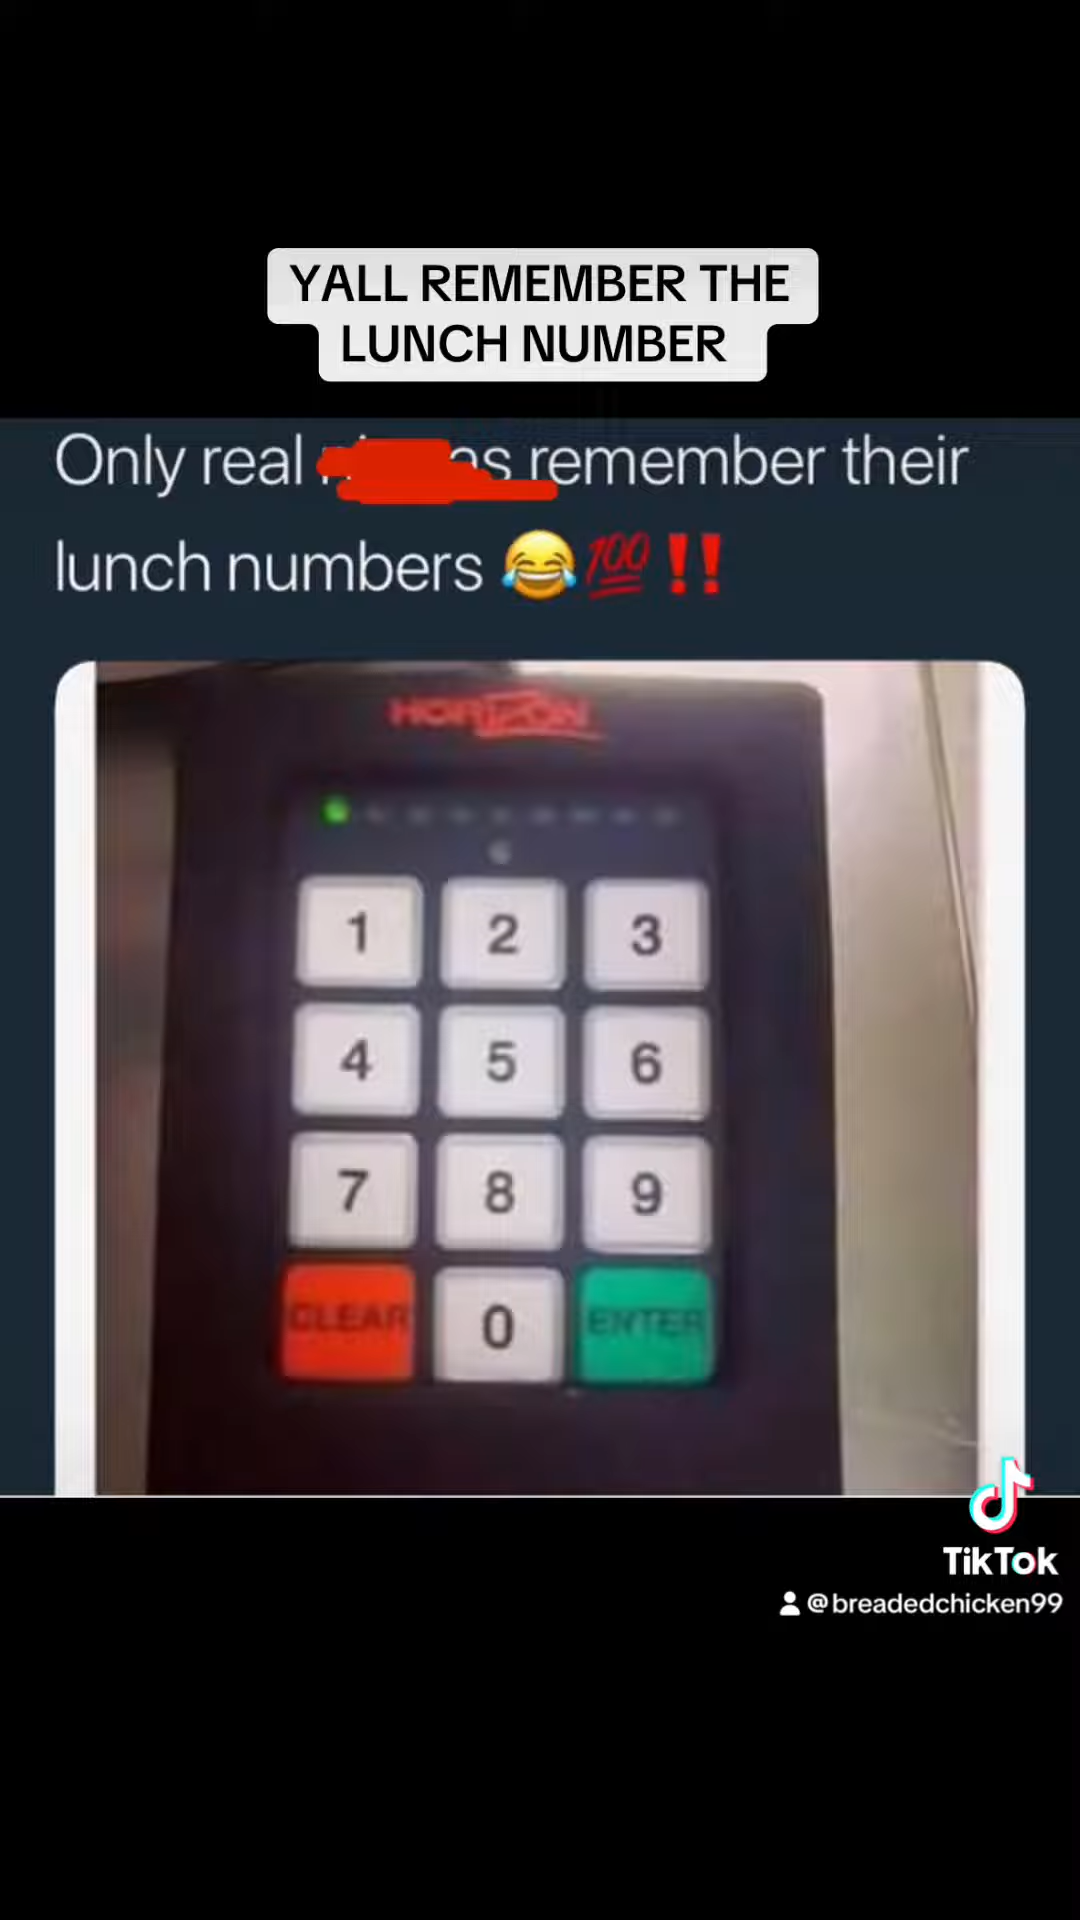 YALL REMEMBER THE
LUNCH NUMBER
Only real remember their
lunch numbers 😂💯‼️
HORIZON
1 2 3
4 5 6
7 8 9
CLEAR 0 ENTER
TikTok
@breadedchicken99